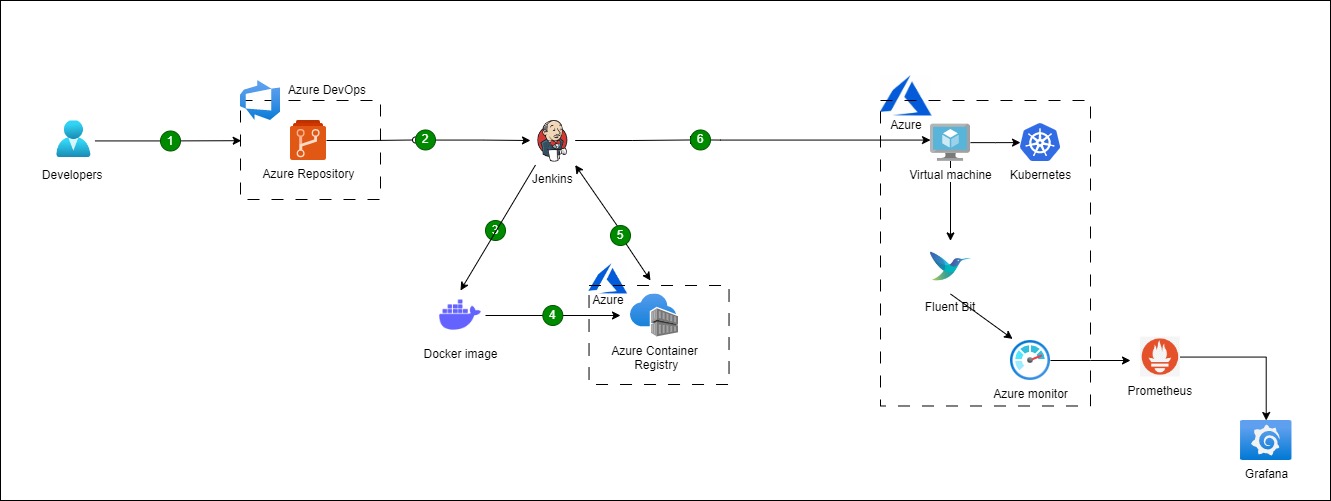 Azure DevOps
Azure
1
2
6
Developers
Azure Repository
Jenkins
Virtual machine
Kubernetes
3
5
Azure
4
Fluent Bit
Docker image
Azure Container
Registry
Azure monitor
Prometheus
Grafana